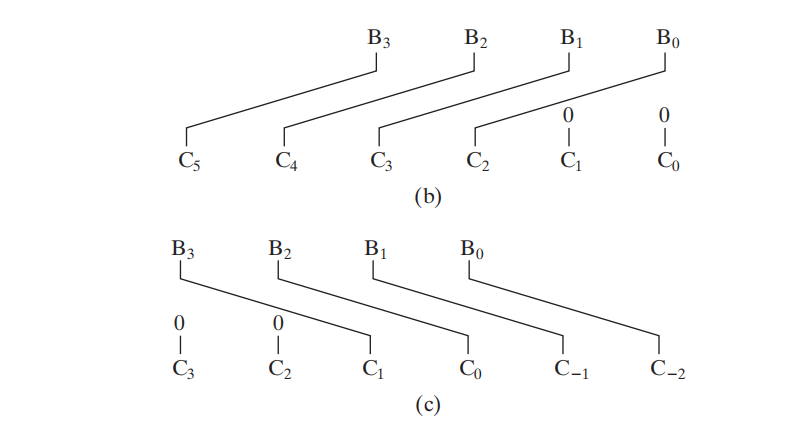 B₃ B₂ B₁ B₀
0 0
C₅ C₄ C₃ C₂ C₁ C₀
(b)
B₃ B₂ B₁ B₀
0 0
C₃ C₂ C₁ C₀ C₋₁ C₋₂
(c)